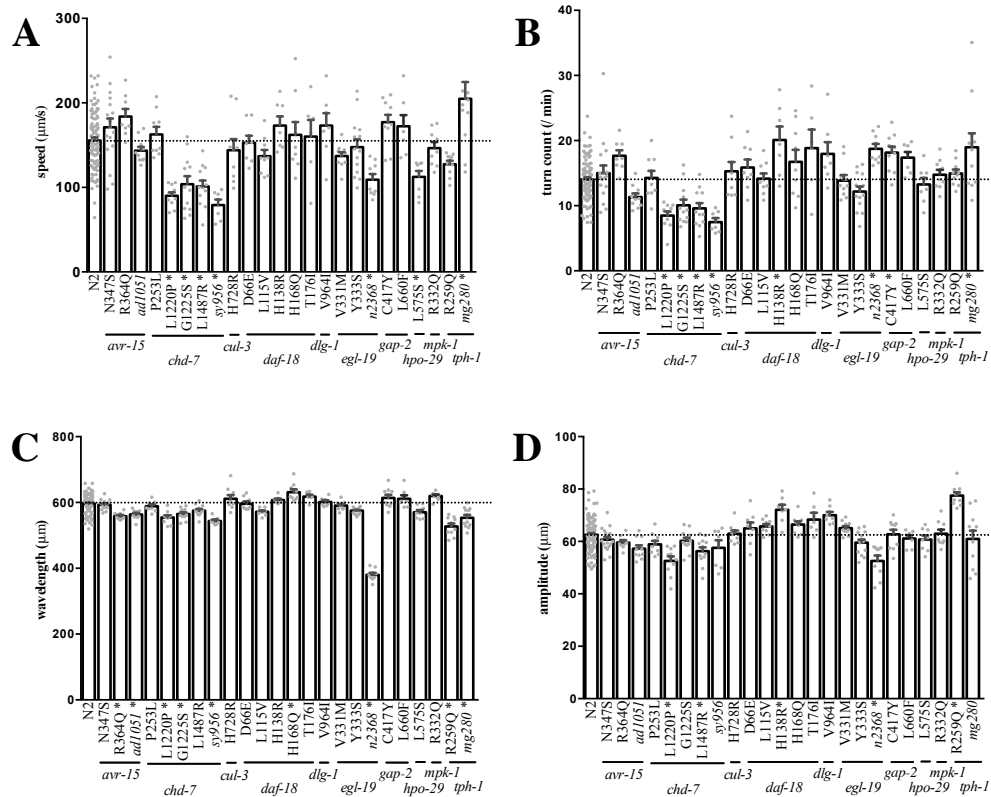 A
speed (µm/s)
300
200
100
0
N2
N347S
R364Q
ad1051
P253L
L1220P *
G1225S *
L1487R *
sy956 *
H728R
D66E
L115V
H138R
H168Q
T176I
V964I
V331M
Y333S
n2368 *
C417Y
L660F
L575S *
R332Q
R259Q
mg280 *
avr-15
chd-7
cul-3
daf-18
dlg-1
egl-19
gap-2
hpo-29
mpk-1
tph-1
B
turn count (/ min)
40
30
20
10
0
N2
N347S
R364Q
ad1051
P253L
L1220P *
G1225S *
L1487R *
sy956 *
H728R
D66E
L115V
H138R *
H168Q
T176I
V964I
V331M
Y333S
n2368 *
C417Y *
L660F
L575S
R332Q
R259Q
mg280 *
avr-15
chd-7
cul-3
daf-18
dlg-1
egl-19
gap-2
hpo-29
mpk-1
tph-1
C
wavelength (µm)
800
600
400
200
0
N2
N347S
R364Q *
ad1051 *
P253L
L1220P *
G1225S *
L1487R
sy956 *
H728R
D66E
L115V
H138R
H168Q *
T176I
V964I
V331M
Y333S
n2368 *
C417Y
L660F
L575S
R332Q
R259Q *
mg280 *
avr-15
chd-7
cul-3
daf-18
dlg-1
egl-19
gap-2
hpo-29
mpk-1
tph-1
D
amplitude (µm)
100
80
60
40
20
0
N2
N347S
R364Q
ad1051
P253L
L1220P *
G1225S
L1487R *
sy956
H728R
D66E
L115V
H138R*
H168Q
T176I
V964I
V331M
Y333S
n2368 *
C417Y
L660F
L575S
R332Q
R259Q *
mg280
avr-15
chd-7
cul-3
daf-18
dlg-1
egl-19
gap-2
hpo-29
mpk-1
tph-1